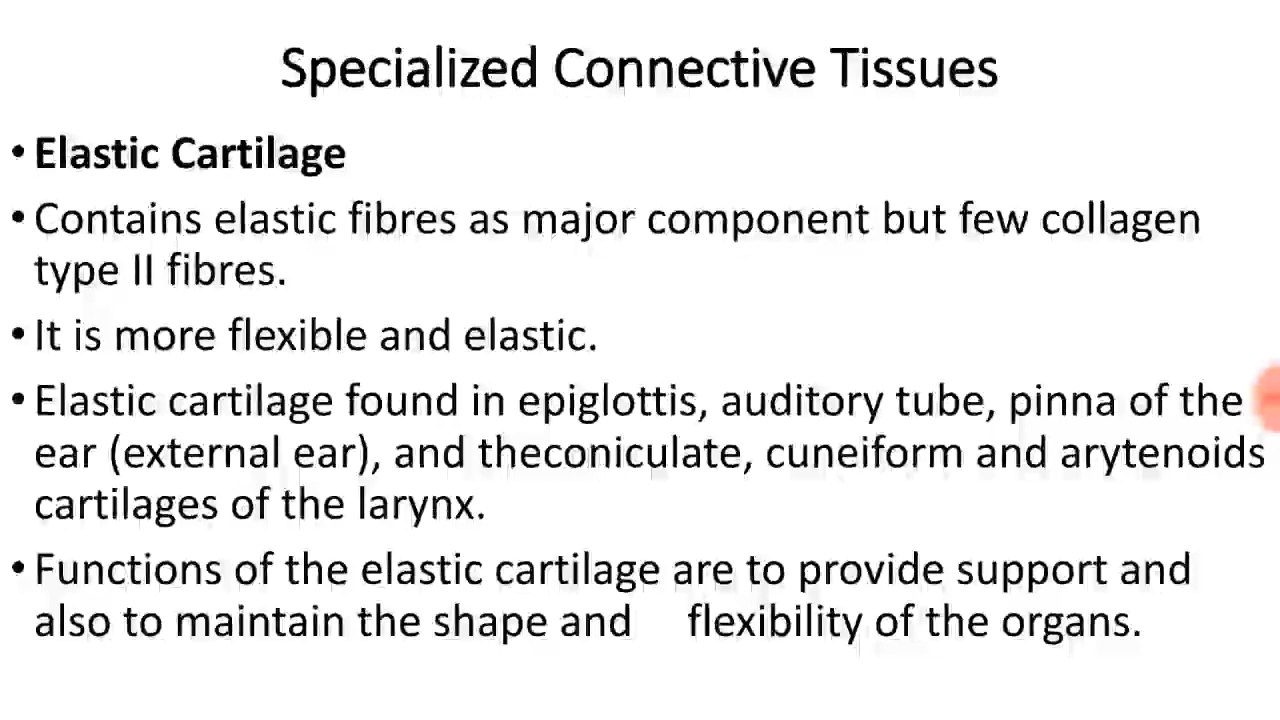 Specialized Connective Tissues
• Elastic Cartilage
• Contains elastic fibres as major component but few collagen
type II fibres.
• It is more flexible and elastic.
• Elastic cartilage found in epiglottis, auditory tube, pinna of the
ear (external ear), and theconiculate, cuneiform and arytenoids
cartilages of the larynx.
• Functions of the elastic cartilage are to provide support and
also to maintain the shape and flexibility of the organs.